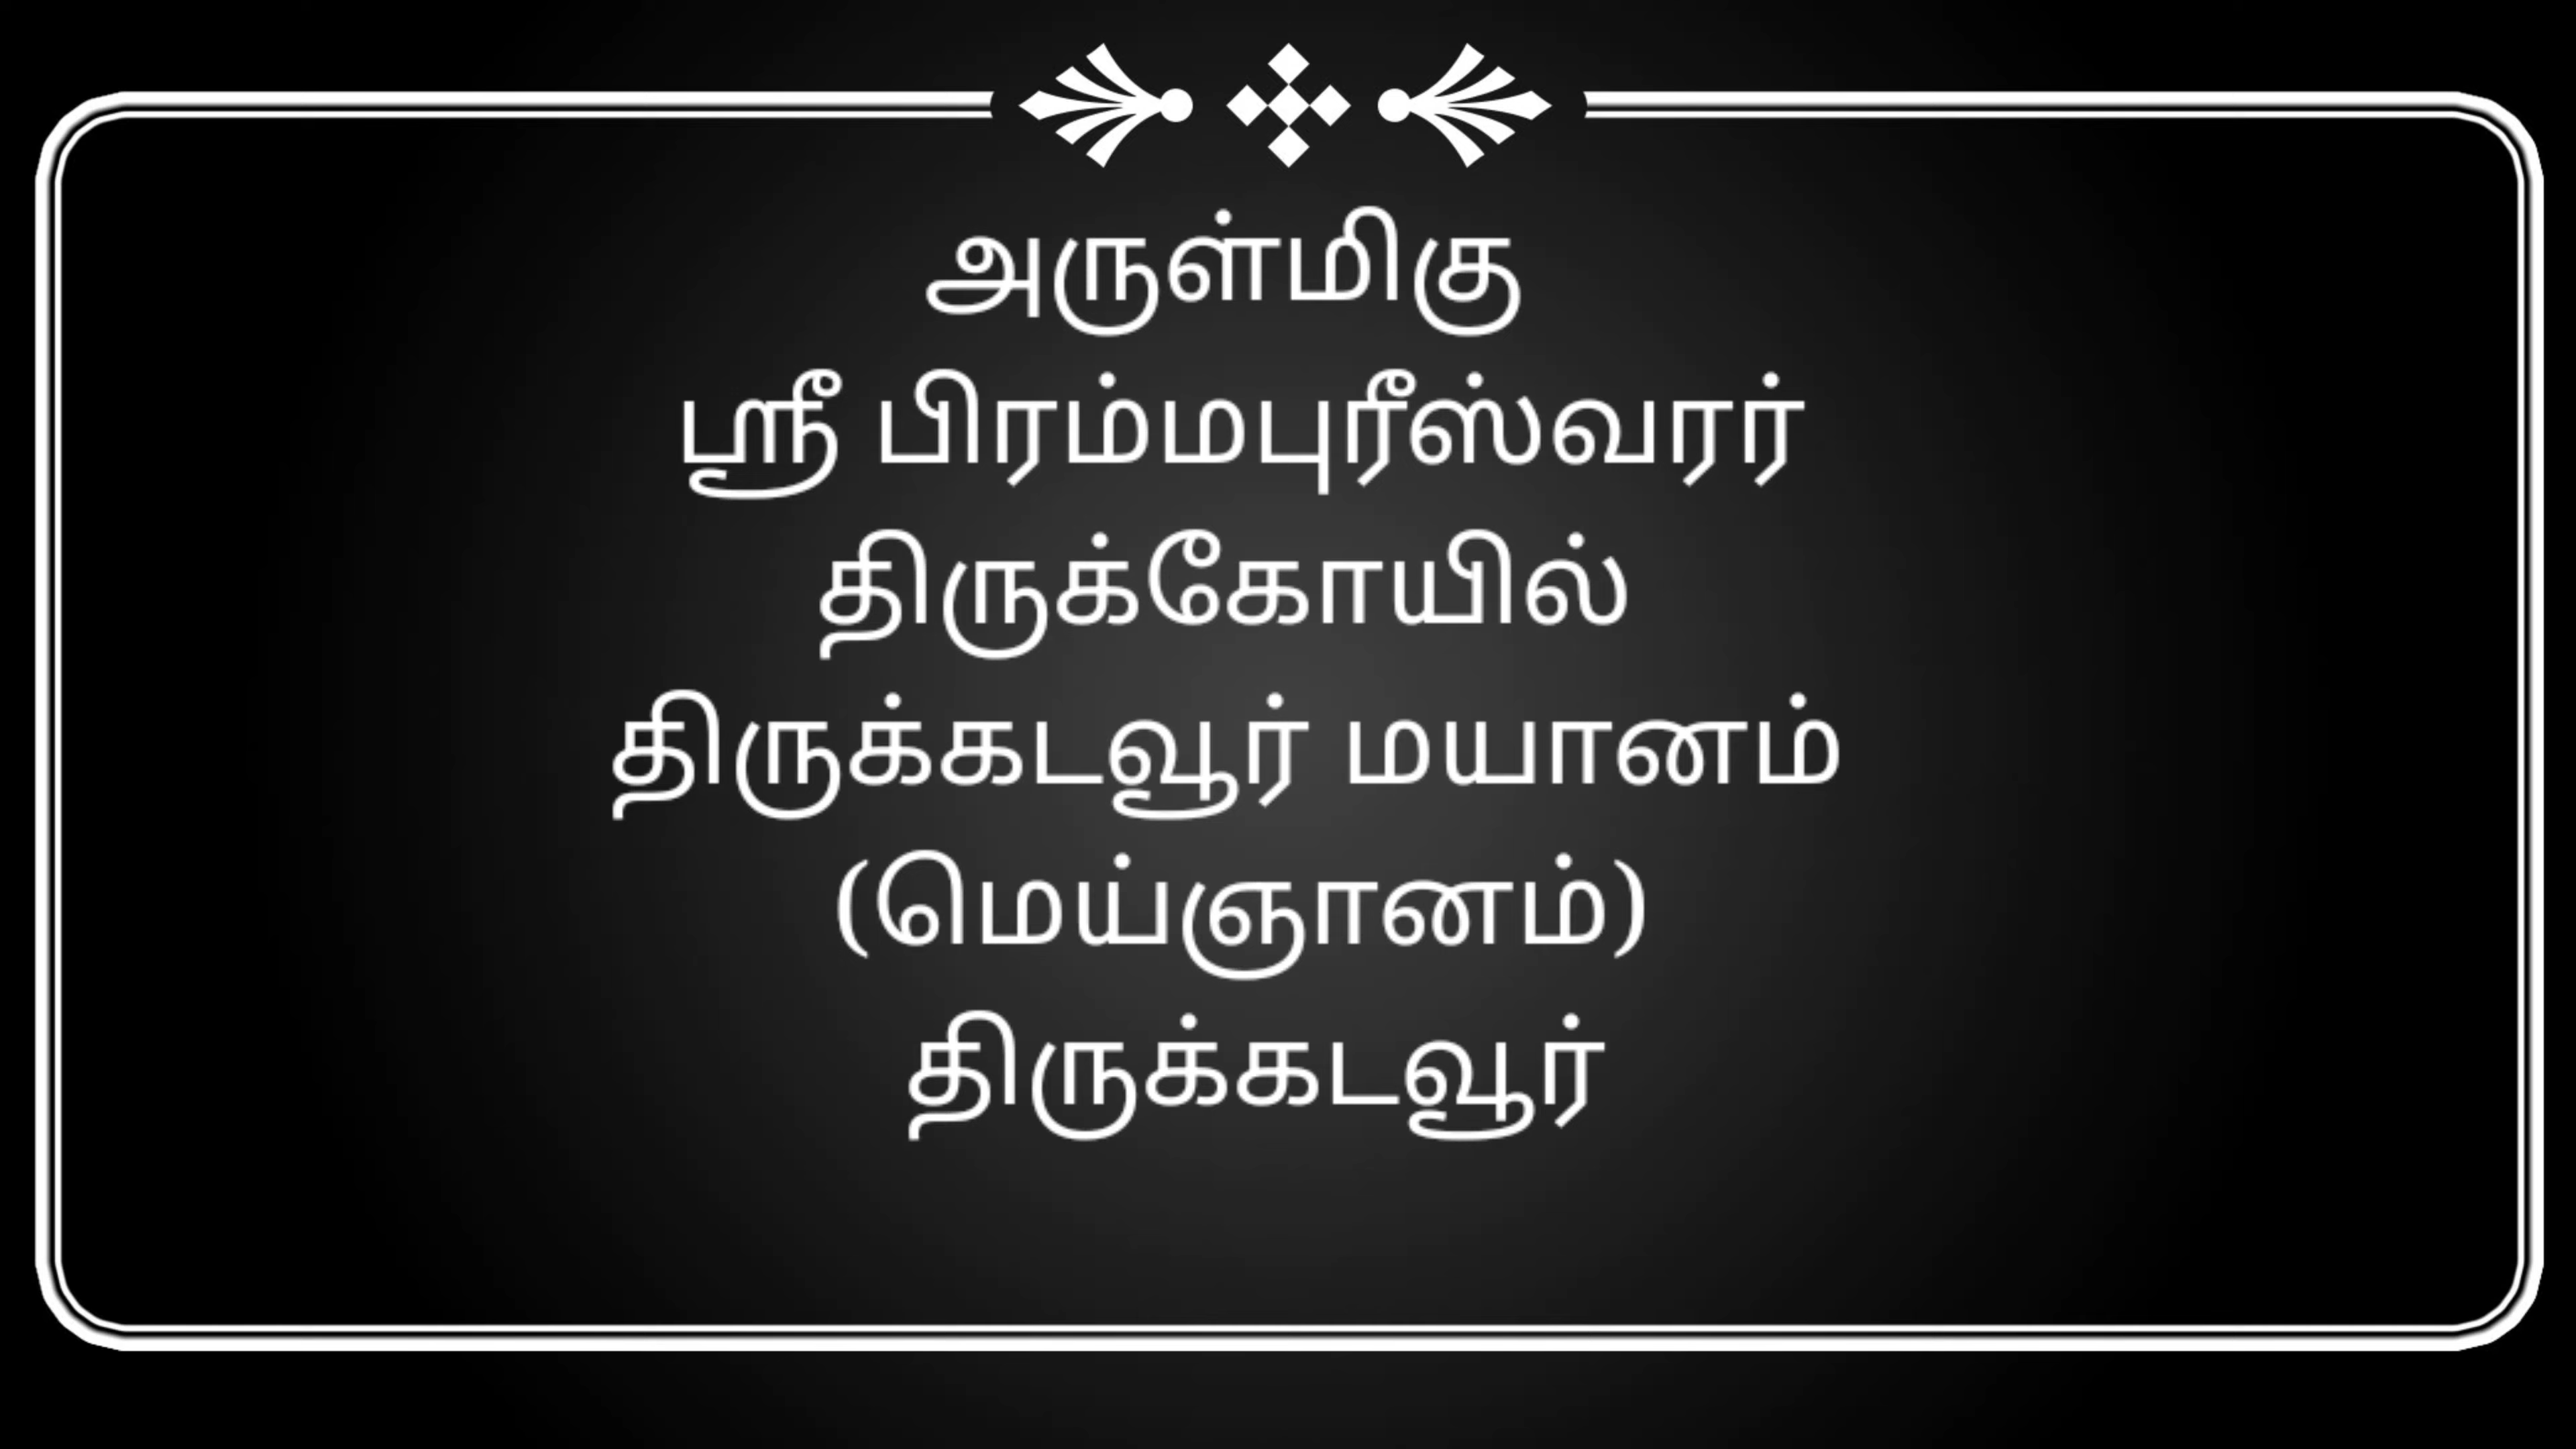 அருள்மிகு
ஸ்ரீ பிரம்மபுரீஸ்வரர்
திருக்கோயில்
திருக்கடவூர் மயானம்
(மெய்ஞானம்)
திருக்கடவூர்